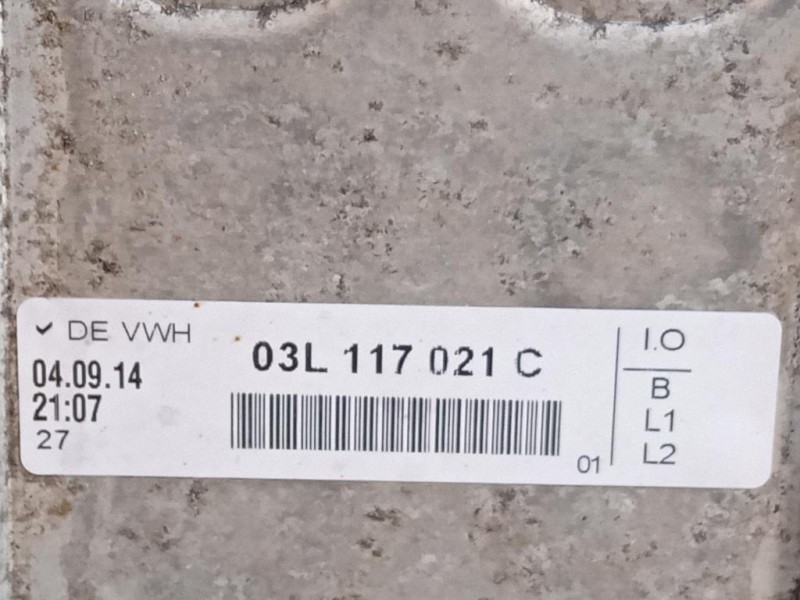 DE VWH
04.09.14
21:07
27
03L 117 021 C
01
I.O
B
L1
L2